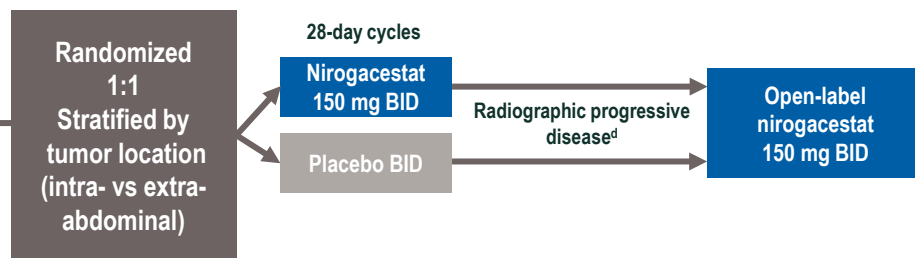 Randomized
1:1
Stratified by
tumor location
(intra- vs extra-
abdominal)
28-day cycles
Nirogacestat
150 mg BID
Placebo BID
Radiographic progressive
diseaseᵈ
Open-label
nirogacestat
150 mg BID